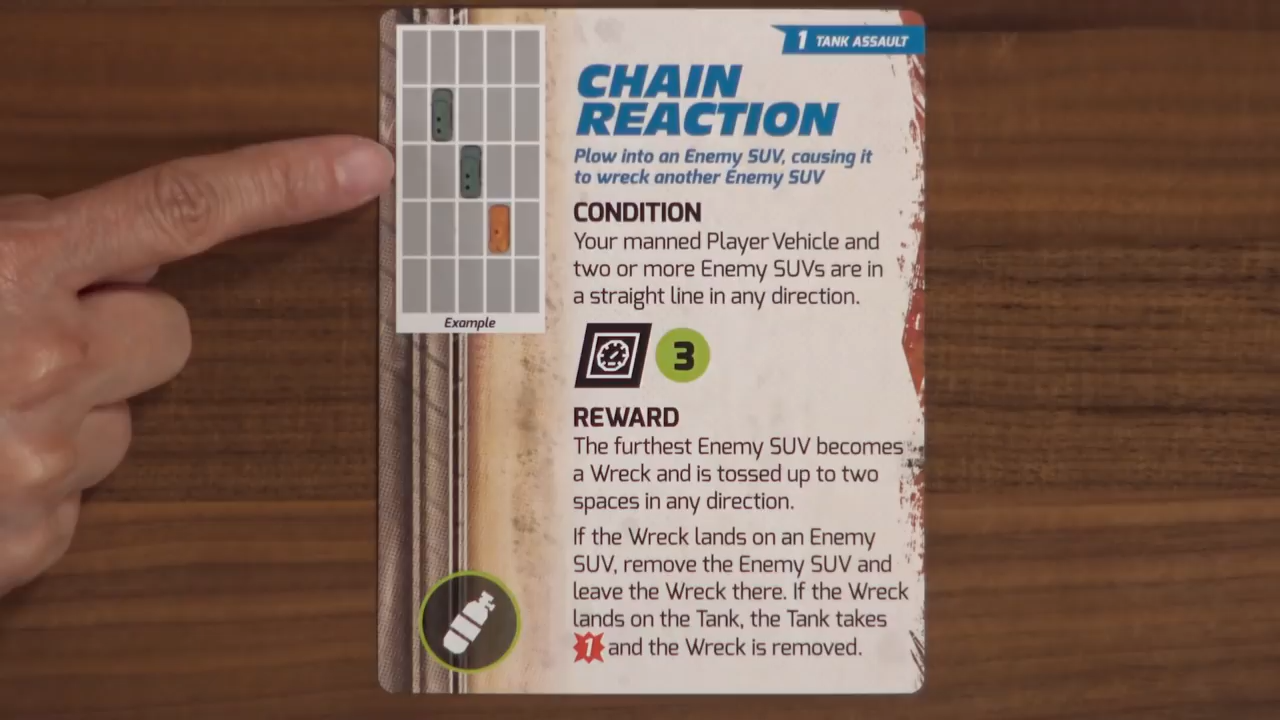 1 TANK ASSAULT
CHAIN
REACTION
Plow into an Enemy SUV, causing it
to wreck another Enemy SUV
CONDITION
Your manned Player Vehicle and
two or more Enemy SUVs are in
a straight line in any direction.
3
REWARD
The furthest Enemy SUV becomes
a Wreck and is tossed up to two
spaces in any direction.
If the Wreck lands on an Enemy
SUV, remove the Enemy SUV and
leave the Wreck there. If the Wreck
lands on the Tank, the Tank takes
1 and the Wreck is removed.
Example